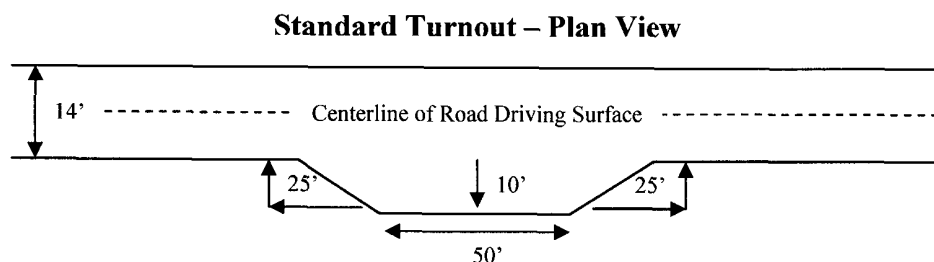 Standard Turnout – Plan View
14’
Centerline of Road Driving Surface
25’
10’
25’
50’